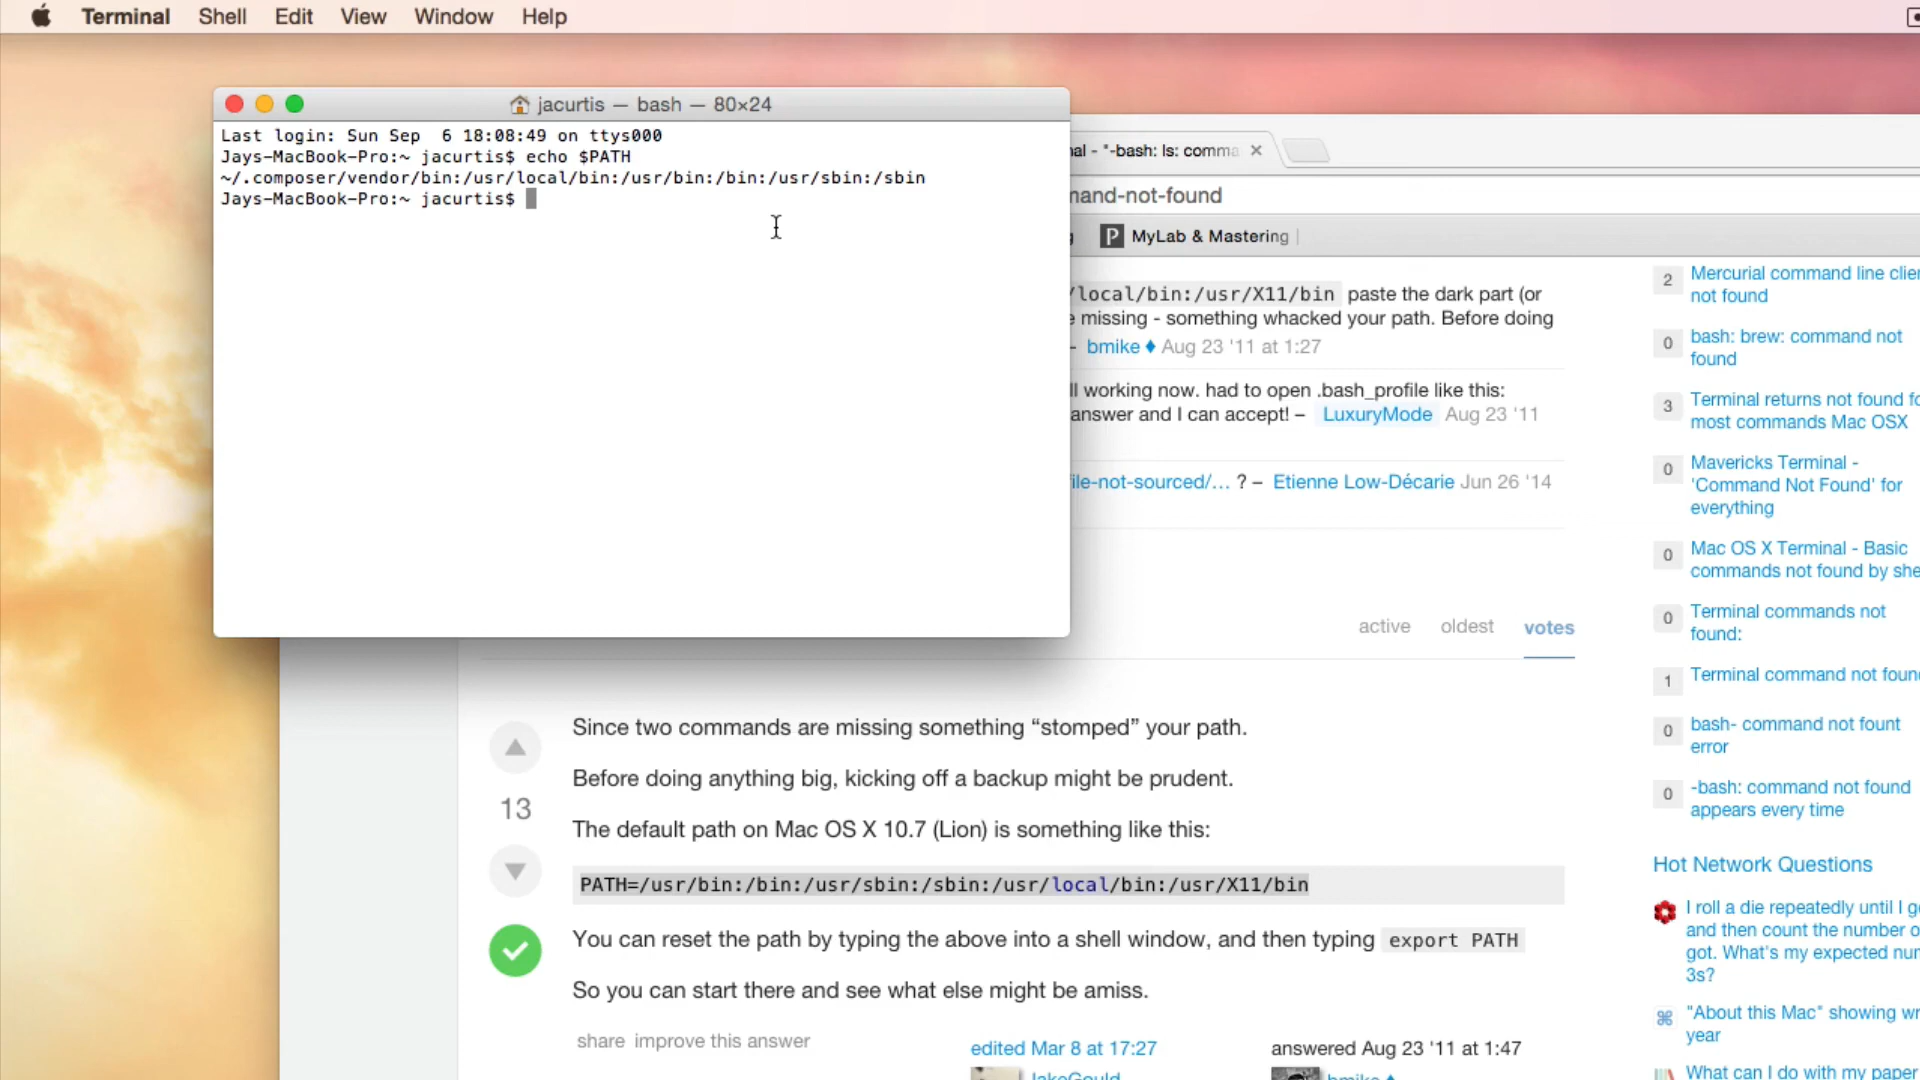 Terminal Shell Edit View Window Help
jacurtis — bash — 80×24
Last login: Sun Sep  6 18:08:49 on ttys000
Jays-MacBook-Pro:~ jacurtis$ echo $PATH
~/.composer/vendor/bin:/usr/local/bin:/usr/bin:/bin:/usr/sbin:/sbin
Jays-MacBook-Pro:~ jacurtis$
nal - "-bash: ls: comma
mand-not-found
g P MyLab & Mastering
/local/bin:/usr/X11/bin paste the dark part (or
e missing - something whacked your path. Before doing
– bmike ♦ Aug 23 '11 at 1:27
ll working now. had to open .bash_profile like this:
answer and I can accept! – LuxuryMode Aug 23 '11
file-not-sourced/… ? – Etienne Low-Décarie Jun 26 '14
active oldest votes
Since two commands are missing something “stomped” your path.
Before doing anything big, kicking off a backup might be prudent.
13
The default path on Mac OS X 10.7 (Lion) is something like this:
PATH=/usr/bin:/bin:/usr/sbin:/sbin:/usr/local/bin:/usr/X11/bin
You can reset the path by typing the above into a shell window, and then typing export PATH
So you can start there and see what else might be amiss.
share improve this answer
edited Mar 8 at 17:27
JakeGould
answered Aug 23 '11 at 1:47
bmike ♦
2 Mercurial command line clien
not found
0 bash: brew: command not
found
3 Terminal returns not found fo
most commands Mac OSX
0 Mavericks Terminal -
'Command Not Found' for
everything
0 Mac OS X Terminal - Basic
commands not found by she
0 Terminal commands not
found:
1 Terminal command not found
0 bash- command not fount
error
0 -bash: command not found
appears every time
Hot Network Questions
I roll a die repeatedly until I g
and then count the number o
got. What's my expected num
3s?
"About this Mac" showing wr
year
What can I do with my paper